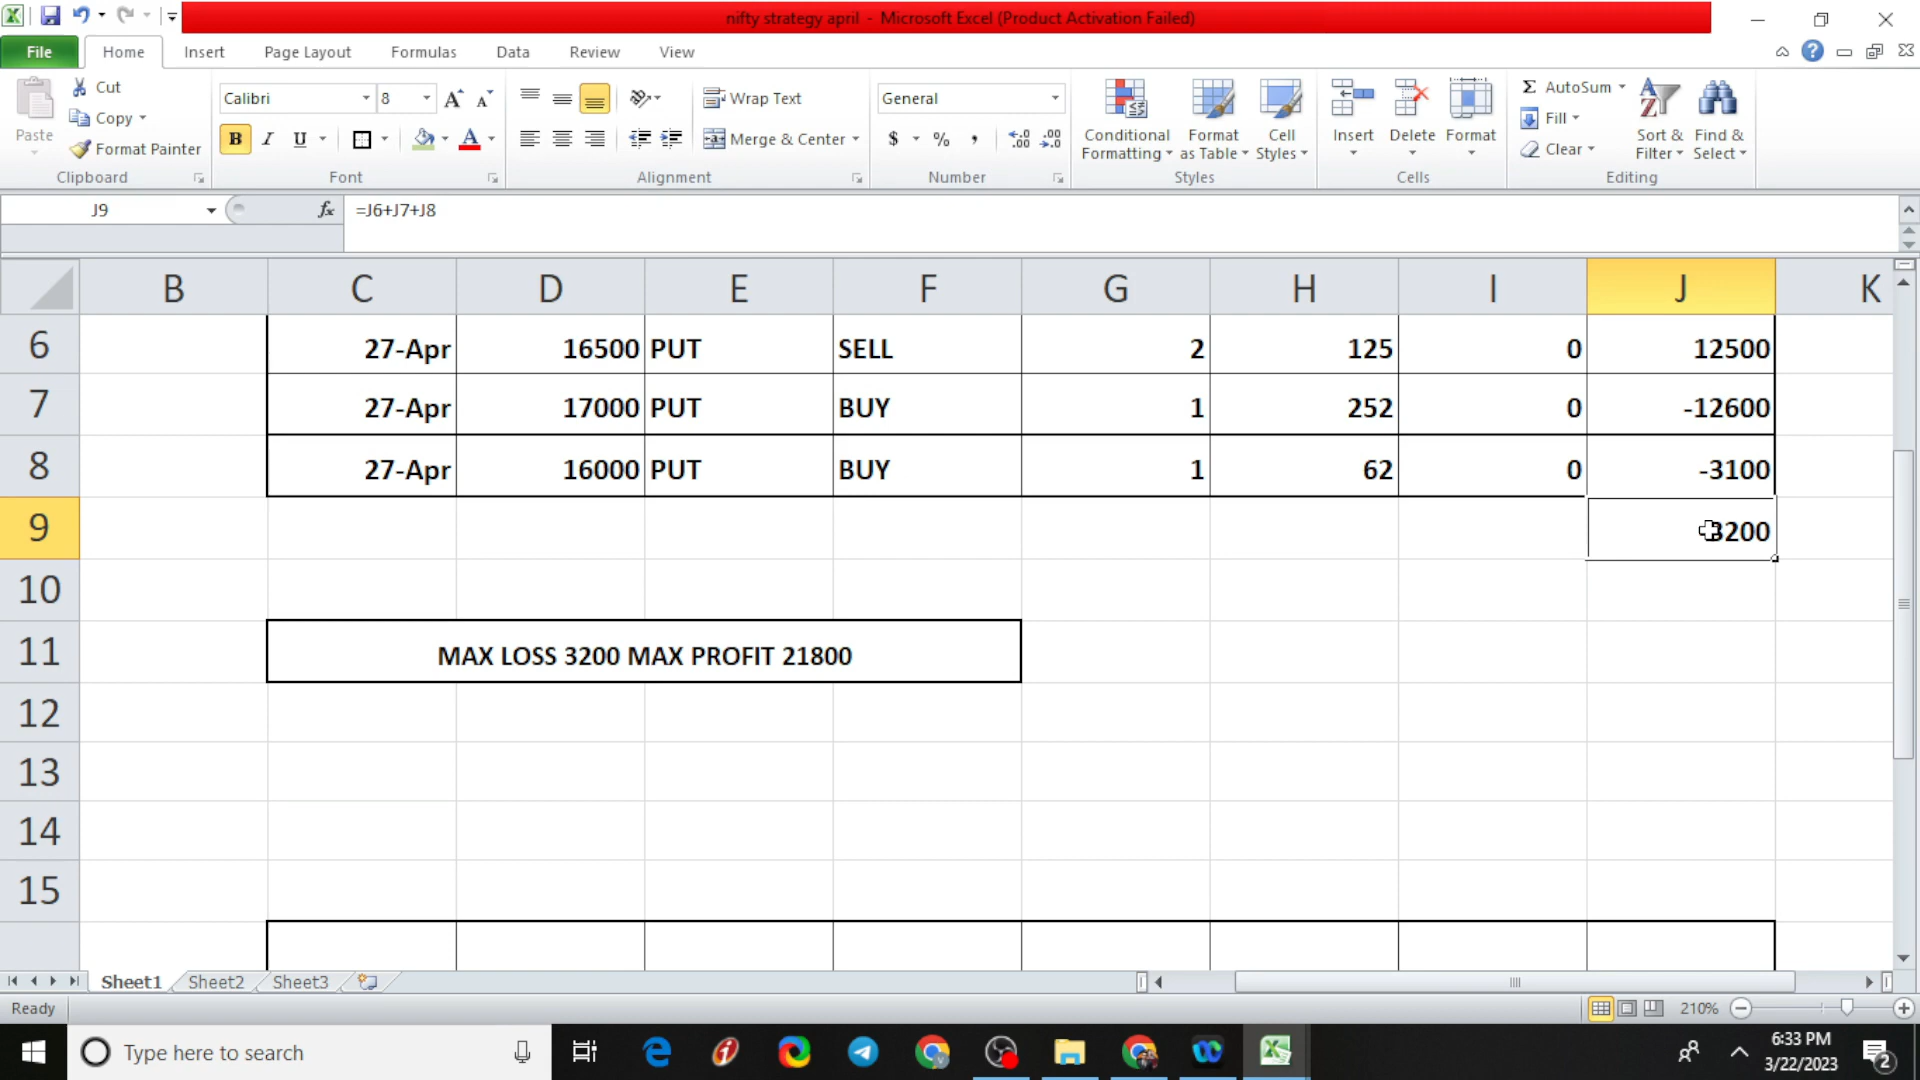 nifty strategy april - Microsoft Excel (Product Activation Failed)
File Home Insert Page Layout Formulas Data Review View
Paste
Cut
Copy
Format Painter
Clipboard
Calibri 8
B I U
Font
Wrap Text
Merge & Center
Alignment
General
$ % ,
Number
Conditional Formatting
Format as Table
Cell Styles
Styles
Insert Delete Format
Cells
Σ AutoSum
Fill
Clear
Sort & Filter
Find & Select
Editing
J9 fx =J6+J7+J8
B C D E F G H I J K
6 27-Apr 16500 PUT SELL 2 125 0 12500
7 27-Apr 17000 PUT BUY 1 252 0 -12600
8 27-Apr 16000 PUT BUY 1 62 0 -3100
9 3200
10
11 MAX LOSS 3200 MAX PROFIT 21800
12
13
14
15
Sheet1 Sheet2 Sheet3
Ready 210%
Type here to search
6:33 PM
3/22/2023
2